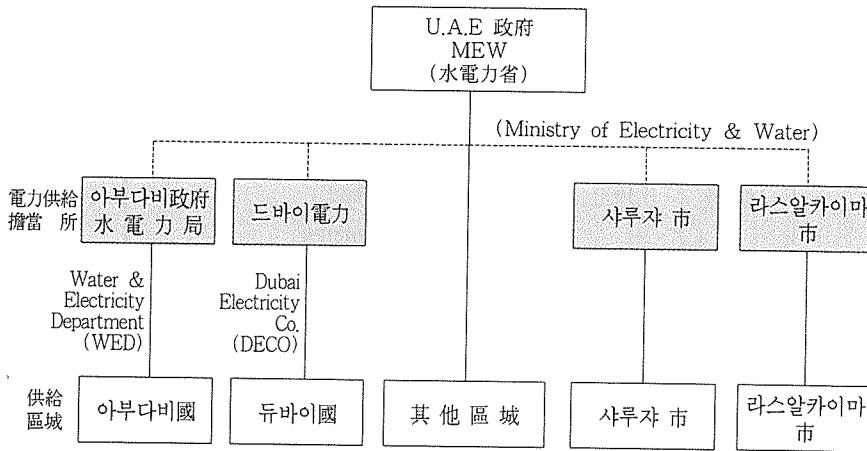 U.A.E 政府
MEW
(水電力省)
(Ministry of Electricity & Water)
電力供給
擔當 所
아부다비政府
水 電 力 局
드바이電力
샤루쟈 市
라스알카이마
市
Water &
Electricity
Department
(WED)
Dubai
Electricity
Co.
(DECO)
供給
區城
아부다비國
듀바이國
其 他 區 城
샤루쟈 市
라스알카이마
市